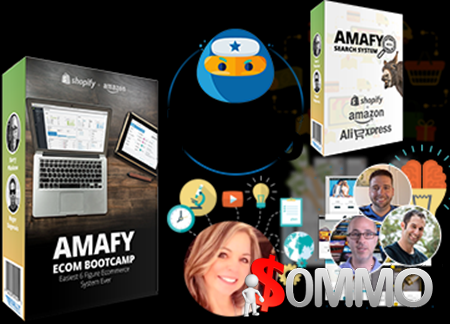 shopify amazon
AMAFY
ECOM BOOTCAMP
Easiest 6 Figure Ecommerce
System Ever
AMAFY
SEARCH SYSTEM
shopify
amazon
AliExpress
$OMMO